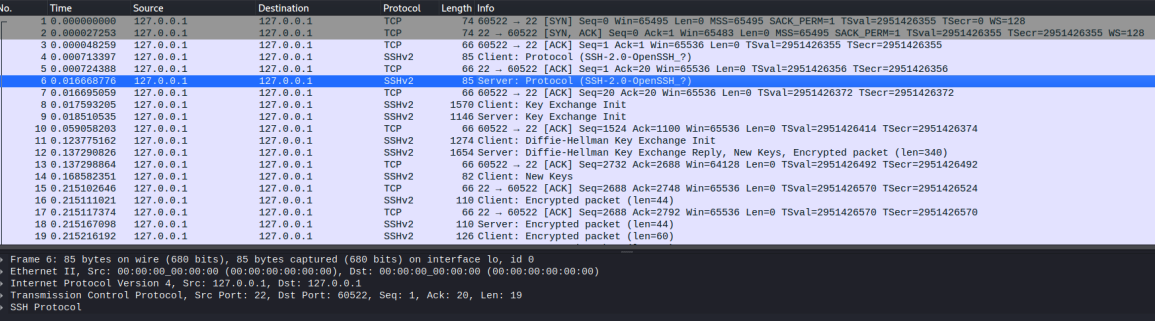 No. Time Source Destination Protocol Length Info
1 0.000000000 127.0.0.1 127.0.0.1 TCP 74 60522 → 22 [SYN] Seq=0 Win=65495 Len=0 MSS=65495 SACK_PERM=1 TSval=2951426355 TSecr=0 WS=128
2 0.000027253 127.0.0.1 127.0.0.1 TCP 74 22 → 60522 [SYN, ACK] Seq=0 Ack=1 Win=65483 Len=0 MSS=65495 SACK_PERM=1 TSval=2951426355 TSecr=2951426355 WS=128
3 0.000048259 127.0.0.1 127.0.0.1 TCP 66 60522 → 22 [ACK] Seq=1 Ack=1 Win=65536 Len=0 TSval=2951426355 TSecr=2951426355
4 0.000713397 127.0.0.1 127.0.0.1 SSHv2 85 Client: Protocol (SSH-2.0-OpenSSH_?)
5 0.000724388 127.0.0.1 127.0.0.1 TCP 66 22 → 60522 [ACK] Seq=1 Ack=20 Win=65536 Len=0 TSval=2951426356 TSecr=2951426356
6 0.016668776 127.0.0.1 127.0.0.1 SSHv2 85 Server: Protocol (SSH-2.0-OpenSSH_?)
7 0.016695059 127.0.0.1 127.0.0.1 TCP 66 60522 → 22 [ACK] Seq=20 Ack=20 Win=65536 Len=0 TSval=2951426372 TSecr=2951426372
8 0.017593205 127.0.0.1 127.0.0.1 SSHv2 1570 Client: Key Exchange Init
9 0.018510535 127.0.0.1 127.0.0.1 SSHv2 1146 Server: Key Exchange Init
10 0.059058203 127.0.0.1 127.0.0.1 TCP 66 60522 → 22 [ACK] Seq=1524 Ack=1100 Win=65536 Len=0 TSval=2951426414 TSecr=2951426374
11 0.123775162 127.0.0.1 127.0.0.1 SSHv2 1274 Client: Diffie-Hellman Key Exchange Init
12 0.137290826 127.0.0.1 127.0.0.1 SSHv2 1654 Server: Diffie-Hellman Key Exchange Reply, New Keys, Encrypted packet (len=340)
13 0.137298864 127.0.0.1 127.0.0.1 TCP 66 60522 → 22 [ACK] Seq=2732 Ack=2688 Win=64128 Len=0 TSval=2951426492 TSecr=2951426492
14 0.168582351 127.0.0.1 127.0.0.1 SSHv2 82 Client: New Keys
15 0.215102646 127.0.0.1 127.0.0.1 TCP 66 22 → 60522 [ACK] Seq=2688 Ack=2748 Win=65536 Len=0 TSval=2951426570 TSecr=2951426524
16 0.215111021 127.0.0.1 127.0.0.1 SSHv2 110 Client: Encrypted packet (len=44)
17 0.215117374 127.0.0.1 127.0.0.1 TCP 66 22 → 60522 [ACK] Seq=2688 Ack=2792 Win=65536 Len=0 TSval=2951426570 TSecr=2951426570
18 0.215167098 127.0.0.1 127.0.0.1 SSHv2 110 Server: Encrypted packet (len=44)
19 0.215216192 127.0.0.1 127.0.0.1 SSHv2 126 Client: Encrypted packet (len=60)
Frame 6: 85 bytes on wire (680 bits), 85 bytes captured (680 bits) on interface lo, id 0
Ethernet II, Src: 00:00:00_00:00:00 (00:00:00:00:00:00), Dst: 00:00:00_00:00:00 (00:00:00:00:00:00)
Internet Protocol Version 4, Src: 127.0.0.1, Dst: 127.0.0.1
Transmission Control Protocol, Src Port: 22, Dst Port: 60522, Seq: 1, Ack: 20, Len: 19
SSH Protocol